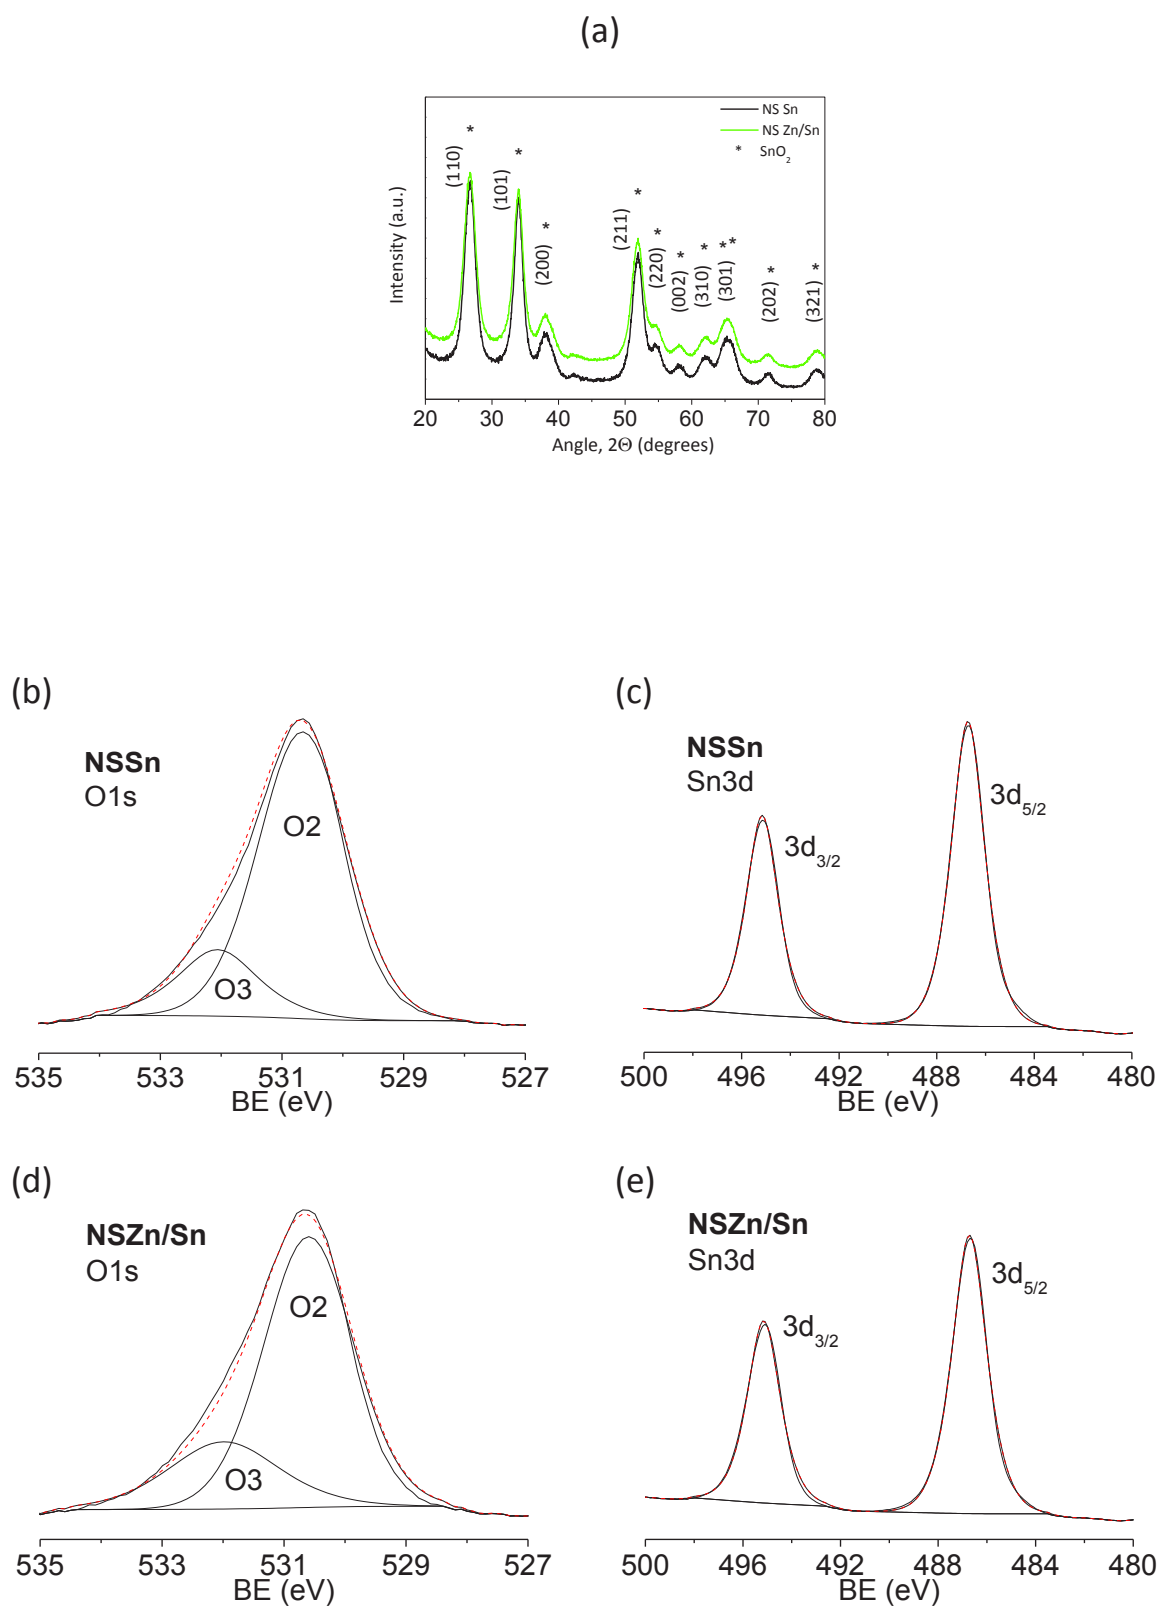 (a)
NS Sn
NS Zn/Sn
* SnO2
Intensity (a.u.)
(110) *
(101) *
(200) *
(211) *
(220) *
(002) *
(310) *
(301) * *
(202) *
(321) *
20 30 40 50 60 70 80
Angle, 2Θ (degrees)
(b)
NSSn
O1s
O2
O3
535 533 531 529 527
BE (eV)
(c)
NSSn
Sn3d
3d5/2
3d3/2
500 496 492 488 484 480
BE (eV)
(d)
NSZn/Sn
O1s
O2
O3
535 533 531 529 527
BE (eV)
(e)
NSZn/Sn
Sn3d
3d5/2
3d3/2
500 496 492 488 484 480
BE (eV)